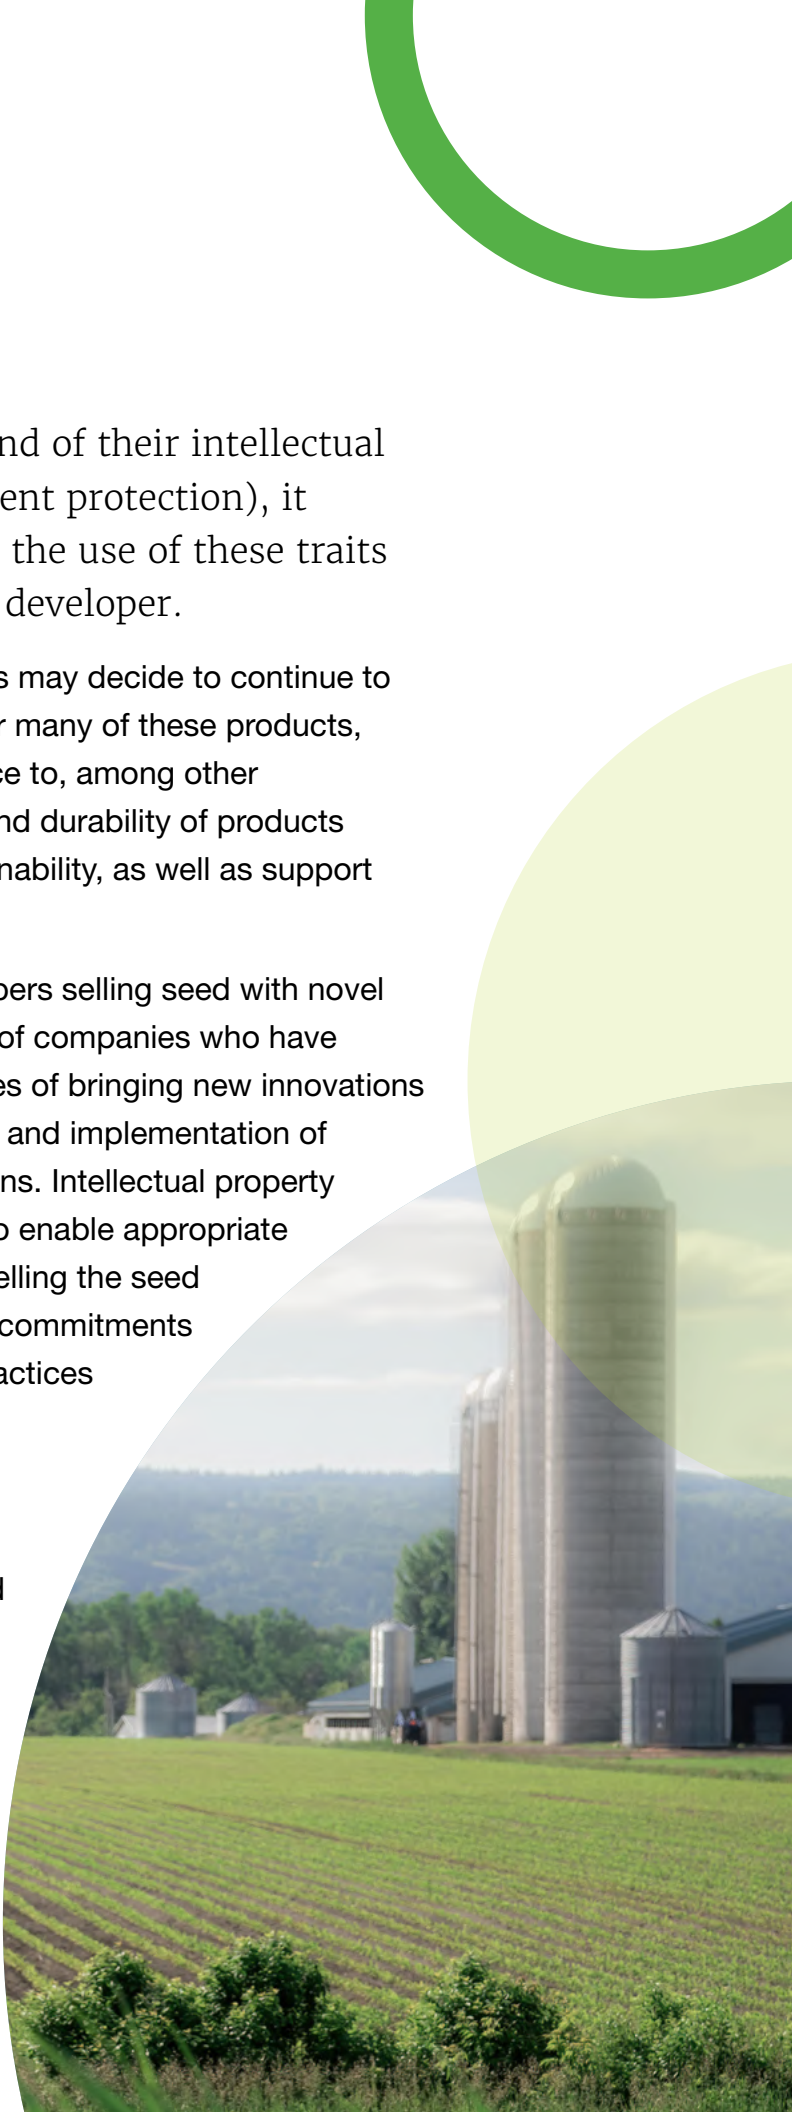 nd of their intellectual
ent protection), it
the use of these traits
developer.
s may decide to continue to
r many of these products,
ce to, among other
nd durability of products
nability, as well as support
pers selling seed with novel
of companies who have
es of bringing new innovations
and implementation of
ns. Intellectual property
o enable appropriate
elling the seed
commitments
actices
d